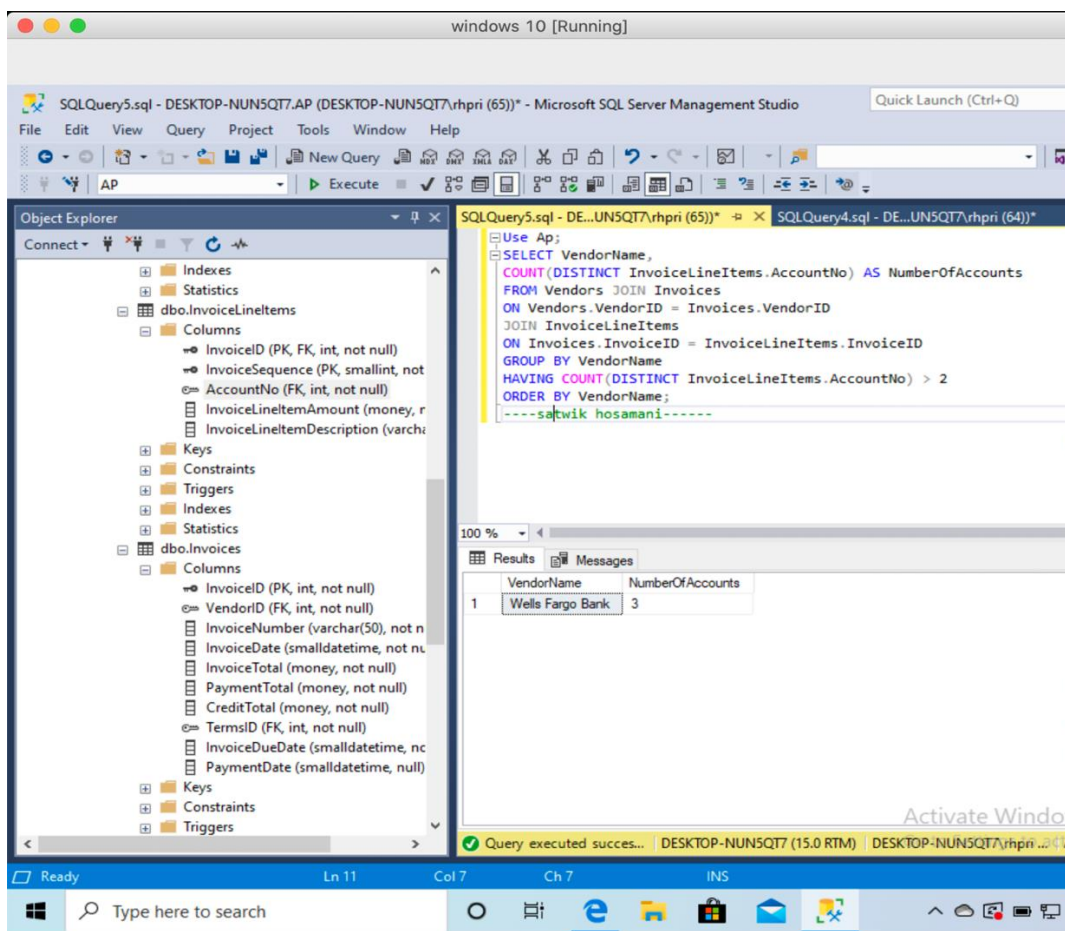 windows 10 [Running]
SQLQuery5.sql - DESKTOP-NUN5QT7.AP (DESKTOP-NUN5QT7\rhpri (65))* - Microsoft SQL Server Management Studio
Quick Launch (Ctrl+Q)
File Edit View Query Project Tools Window Help
New Query MDX DMX XMLA DAX
AP Execute
Object Explorer
SQLQuery5.sql - DE...UN5QT7\rhpri (65))* SQLQuery4.sql - DE...UN5QT7\rhpri (64))*
Connect
Indexes
Statistics
dbo.InvoiceLineItems
Columns
InvoiceID (PK, FK, int, not null)
InvoiceSequence (PK, smallint, not
AccountNo (FK, int, not null)
InvoiceLineItemAmount (money, r
InvoiceLineItemDescription (varcha
Keys
Constraints
Triggers
Indexes
Statistics
dbo.Invoices
Columns
InvoiceID (PK, int, not null)
VendorID (FK, int, not null)
InvoiceNumber (varchar(50), not n
InvoiceDate (smalldatetime, not nu
InvoiceTotal (money, not null)
PaymentTotal (money, not null)
CreditTotal (money, not null)
TermsID (FK, int, not null)
InvoiceDueDate (smalldatetime, nc
PaymentDate (smalldatetime, null)
Keys
Constraints
Triggers
Use Ap;
SELECT VendorName,
COUNT(DISTINCT InvoiceLineItems.AccountNo) AS NumberOfAccounts
FROM Vendors JOIN Invoices
ON Vendors.VendorID = Invoices.VendorID
JOIN InvoiceLineItems
ON Invoices.InvoiceID = InvoiceLineItems.InvoiceID
GROUP BY VendorName
HAVING COUNT(DISTINCT InvoiceLineItems.AccountNo) > 2
ORDER BY VendorName;
----satwik hosamani------
100 %
Results Messages
VendorName NumberOfAccounts
1 Wells Fargo Bank 3
Activate Windo
Query executed succes... DESKTOP-NUN5QT7 (15.0 RTM) DESKTOP-NUN5QT7\rhpri ...
Ready Ln 11 Col 7 Ch 7 INS
Type here to search